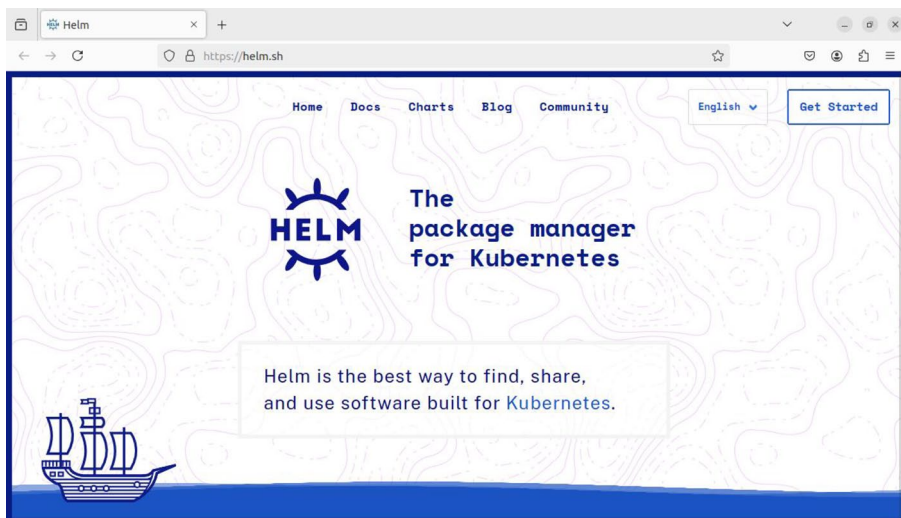 Helm
https://helm.sh
Home Docs Charts Blog Community English Get Started
HELM
The
package manager
for Kubernetes
Helm is the best way to find, share,
and use software built for Kubernetes.